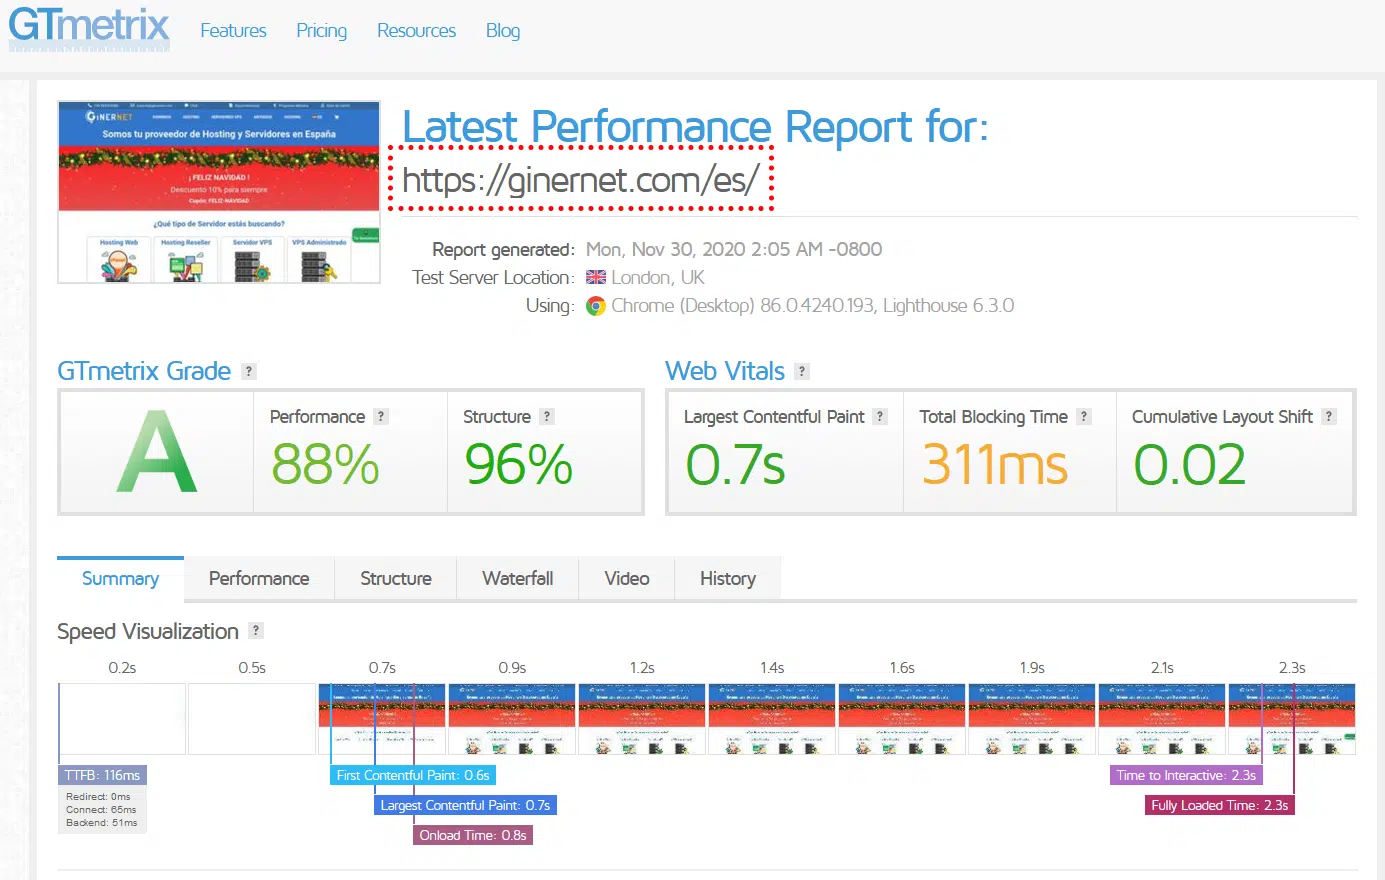 GTmetrix
Features Pricing Resources Blog
GINERNET
Somos tu proveedor de Hosting y Servidores en España
¡ FELIZ NAVIDAD !
Descuento 10% para siempre
Cupón: FELIZ-NAVIDAD
¿Qué tipo de Servidor estás buscando?
Hosting Web Hosting Reseller Servidor VPS VPS Administrado
Latest Performance Report for:
https://ginernet.com/es/
Report generated: Mon, Nov 30, 2020 2:05 AM -0800
Test Server Location: London, UK
Using: Chrome (Desktop) 86.0.4240.193, Lighthouse 6.3.0
GTmetrix Grade ?
A
Performance ?
88%
Structure ?
96%
Web Vitals ?
Largest Contentful Paint ?
0.7s
Total Blocking Time ?
311ms
Cumulative Layout Shift ?
0.02
Summary Performance Structure Waterfall Video History
Speed Visualization ?
0.2s 0.5s 0.7s 0.9s 1.2s 1.4s 1.6s 1.9s 2.1s 2.3s
TTFB: 116ms
Redirect: 0ms
Connect: 65ms
Backend: 51ms
First Contentful Paint: 0.6s
Largest Contentful Paint: 0.7s
Onload Time: 0.8s
Time to Interactive: 2.3s
Fully Loaded Time: 2.3s